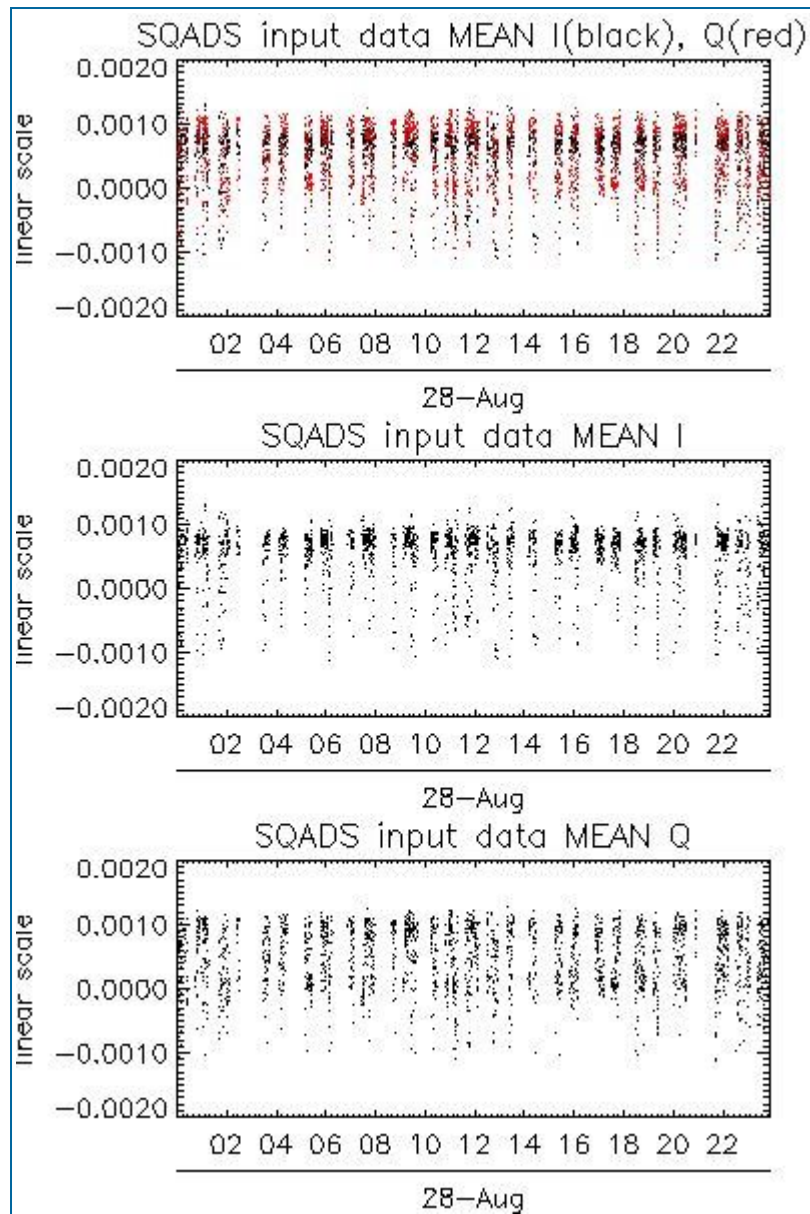 SQADS input data MEAN I(black), Q(red)
0.0020
0.0010
0.0000
−0.0010
−0.0020
linear scale
02 04 06 08 10 12 14 16 18 20 22
28−Aug
SQADS input data MEAN I
0.0020
0.0010
0.0000
−0.0010
−0.0020
linear scale
02 04 06 08 10 12 14 16 18 20 22
28−Aug
SQADS input data MEAN Q
0.0020
0.0010
0.0000
−0.0010
−0.0020
linear scale
02 04 06 08 10 12 14 16 18 20 22
28−Aug